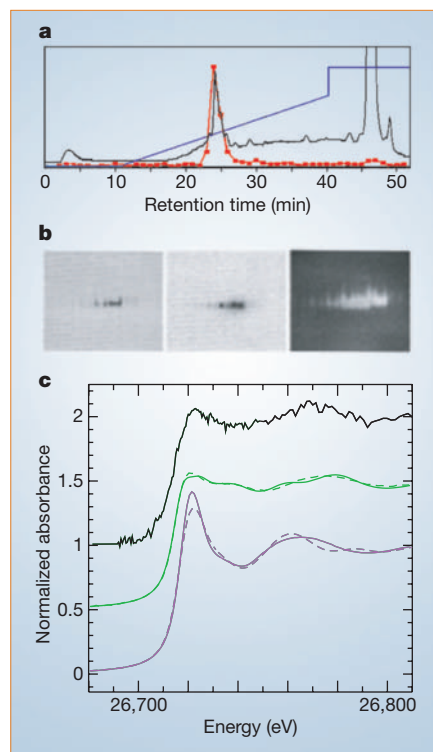 a
0 10 20 30 40 50
Retention time (min)
b
c
2
1.5
1
0.5
0
Normalized absorbance
26,700 26,800
Energy (eV)